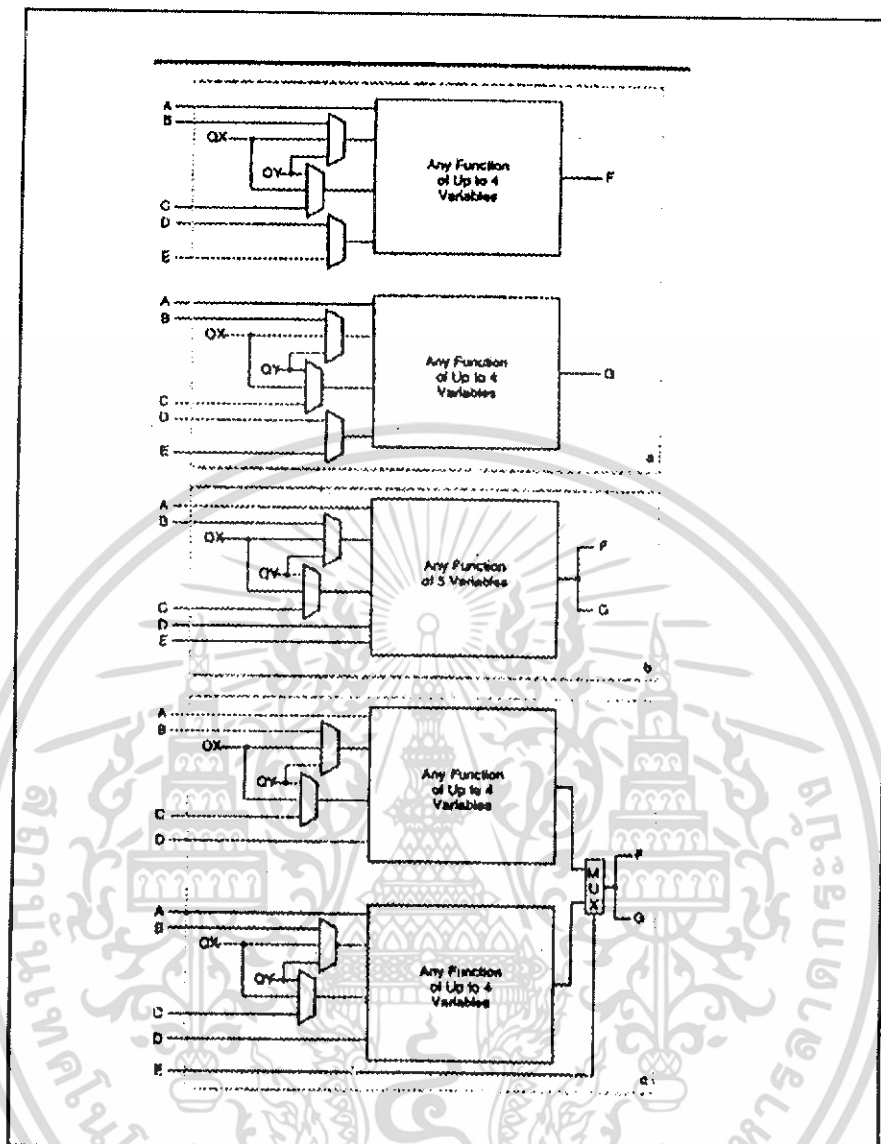 A
B
QX
QY
C
D
E
Any Function
of Up to 4
Variables
F
A
B
QX
QY
C
D
E
Any Function
of Up to 4
Variables
G
a
A
B
QX
QY
C
D
E
Any Function
of 5 Variables
F
G
b
A
B
QX
QY
C
D
Any Function
of Up to 4
Variables
A
B
QX
QY
C
D
E
Any Function
of Up to 4
Variables
MUX
F
G